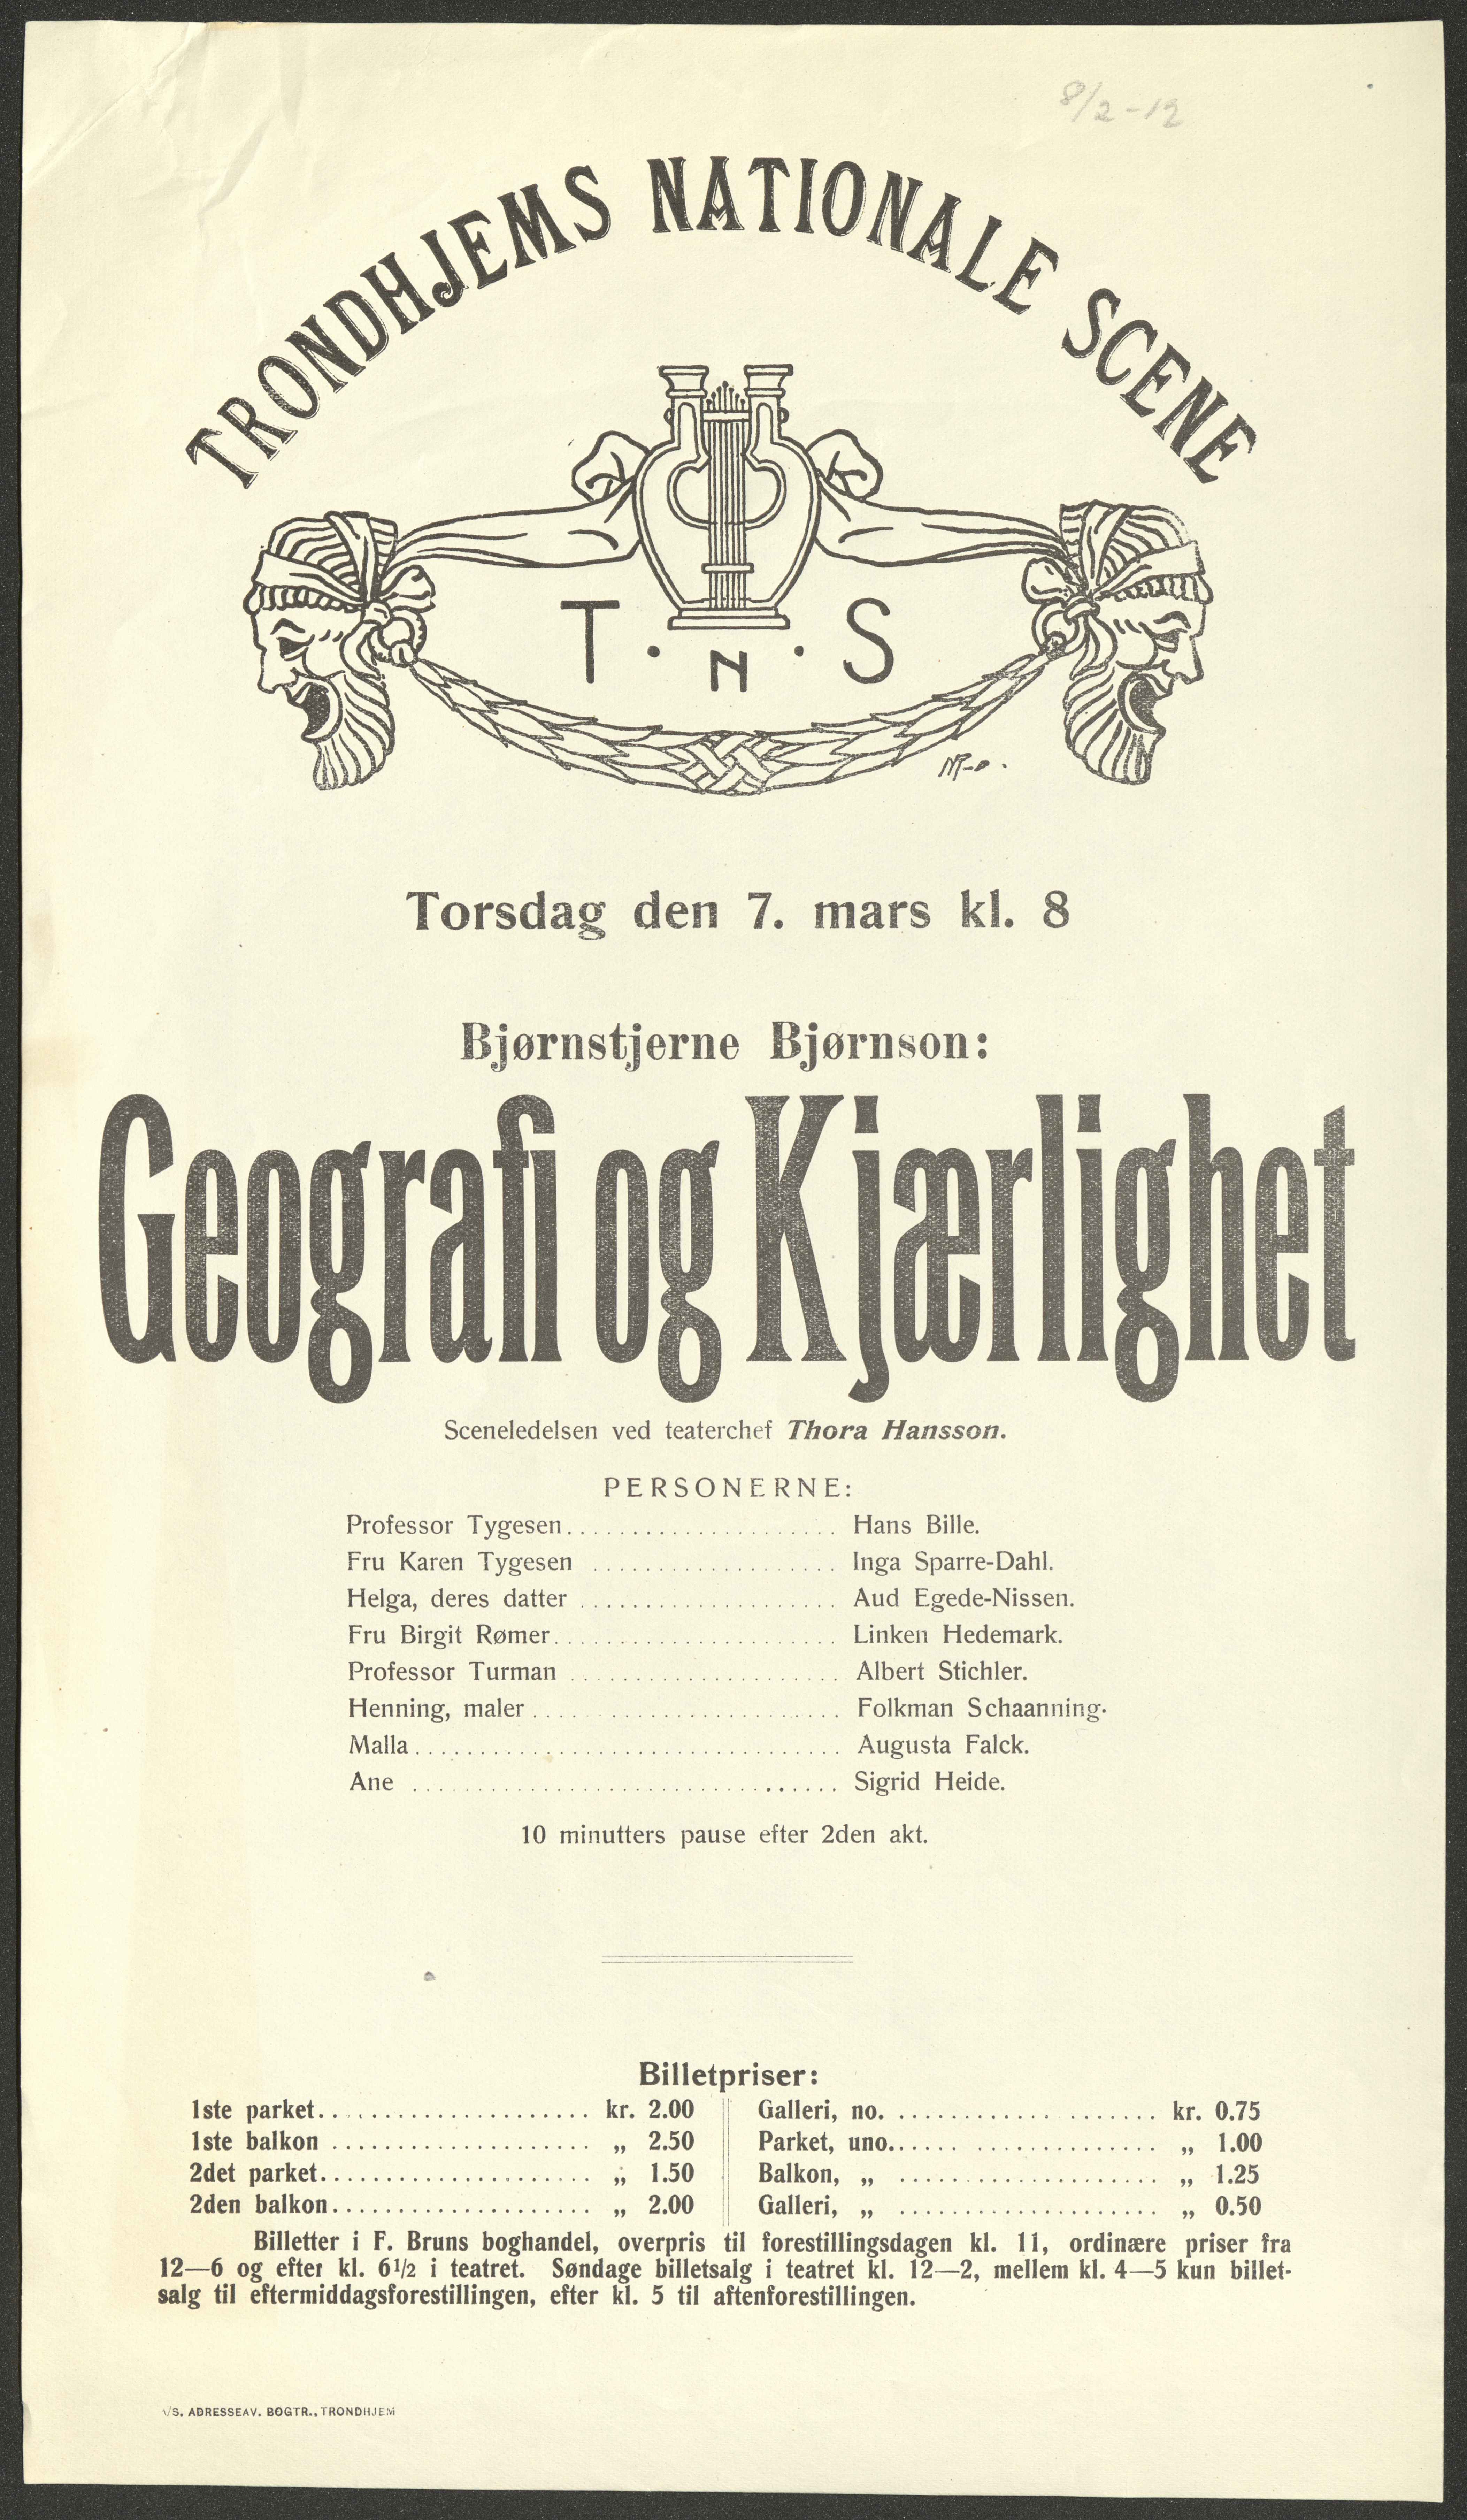 8/2-12
TRONDHJEMS NATIONALE SCENE
T. N. S
Torsdag den 7. mars kl. 8
Bjørnstjerne Bjørnson:
Geografi og Kjærlighet
Sceneledelsen ved teaterchef Thora Hansson.
PERSONERNE:
Professor Tygesen..................... Hans Bille.
Fru Karen Tygesen ................... Inga Sparre-Dahl.
Helga, deres datter .................... Aud Egede-Nissen.
Fru Birgit Rømer...................... Linken Hedemark.
Professor Turman ..................... Albert Stichler.
Henning, maler ........................ Folkman Schaanning.
Malla................................. Augusta Falck.
Ane ................................. Sigrid Heide.
10 minutters pause efter 2den akt.
Billetpriser:
1ste parket..................... kr. 2.00
1ste balkon .................... „ 2.50
2det parket..................... „ 1.50
2den balkon.................... „ 2.00
Galleri, no. .................... kr. 0.75
Parket, uno.................... „ 1.00
Balkon, „ .................... „ 1.25
Galleri, „ .................... „ 0.50
Billetter i F. Bruns boghandel, overpris til forestillingsdagen kl. 11, ordinære priser fra
12—6 og efter kl. 6 1/2 i teatret. Søndage billetsalg i teatret kl. 12—2, mellem kl. 4—5 kun billet-
salg til eftermiddagsforestillingen, efter kl. 5 til aftenforestillingen.
A/S. ADRESSEAV. BOGTR., TRONDHJEM